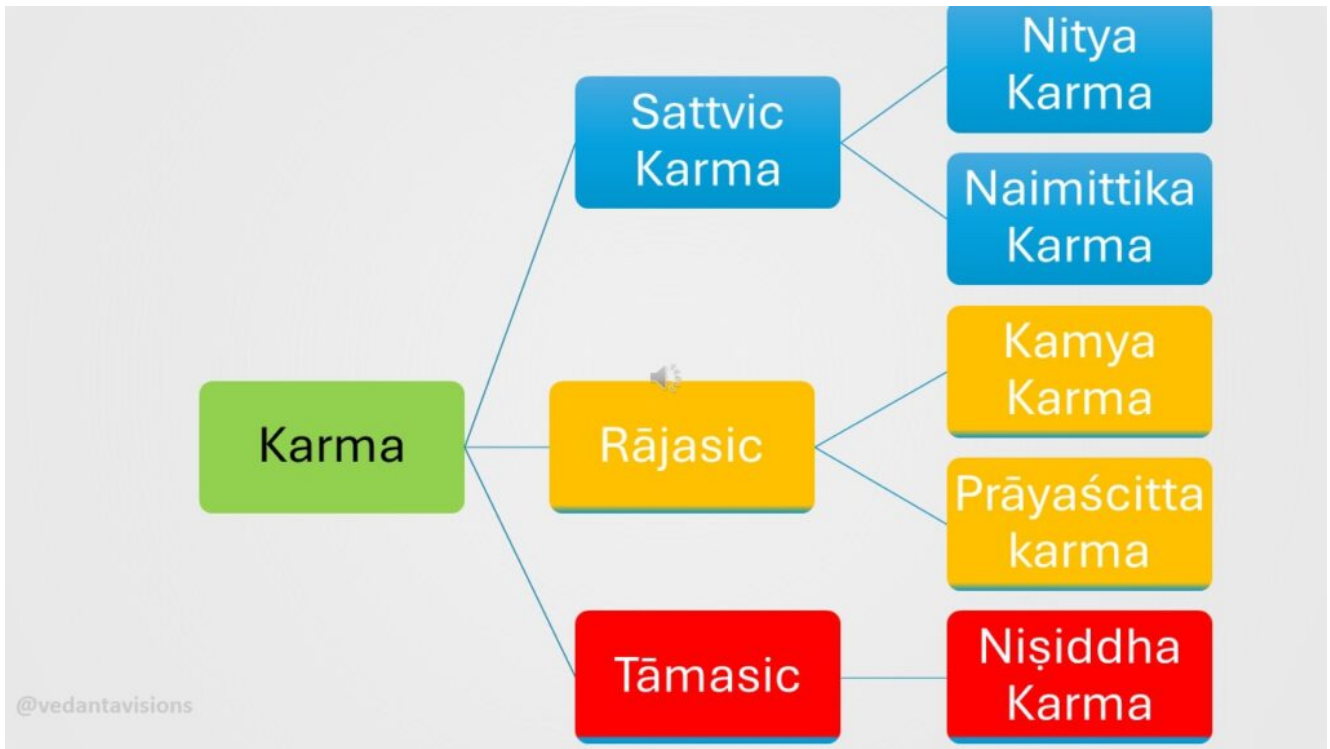 Nitya
Karma
Sattvic
Karma
Naimittika
Karma
Kamya
Karma
Karma
Rājasic
Prāyaścitta
karma
Tāmasic
Niṣiddha
Karma
@vedantavisions